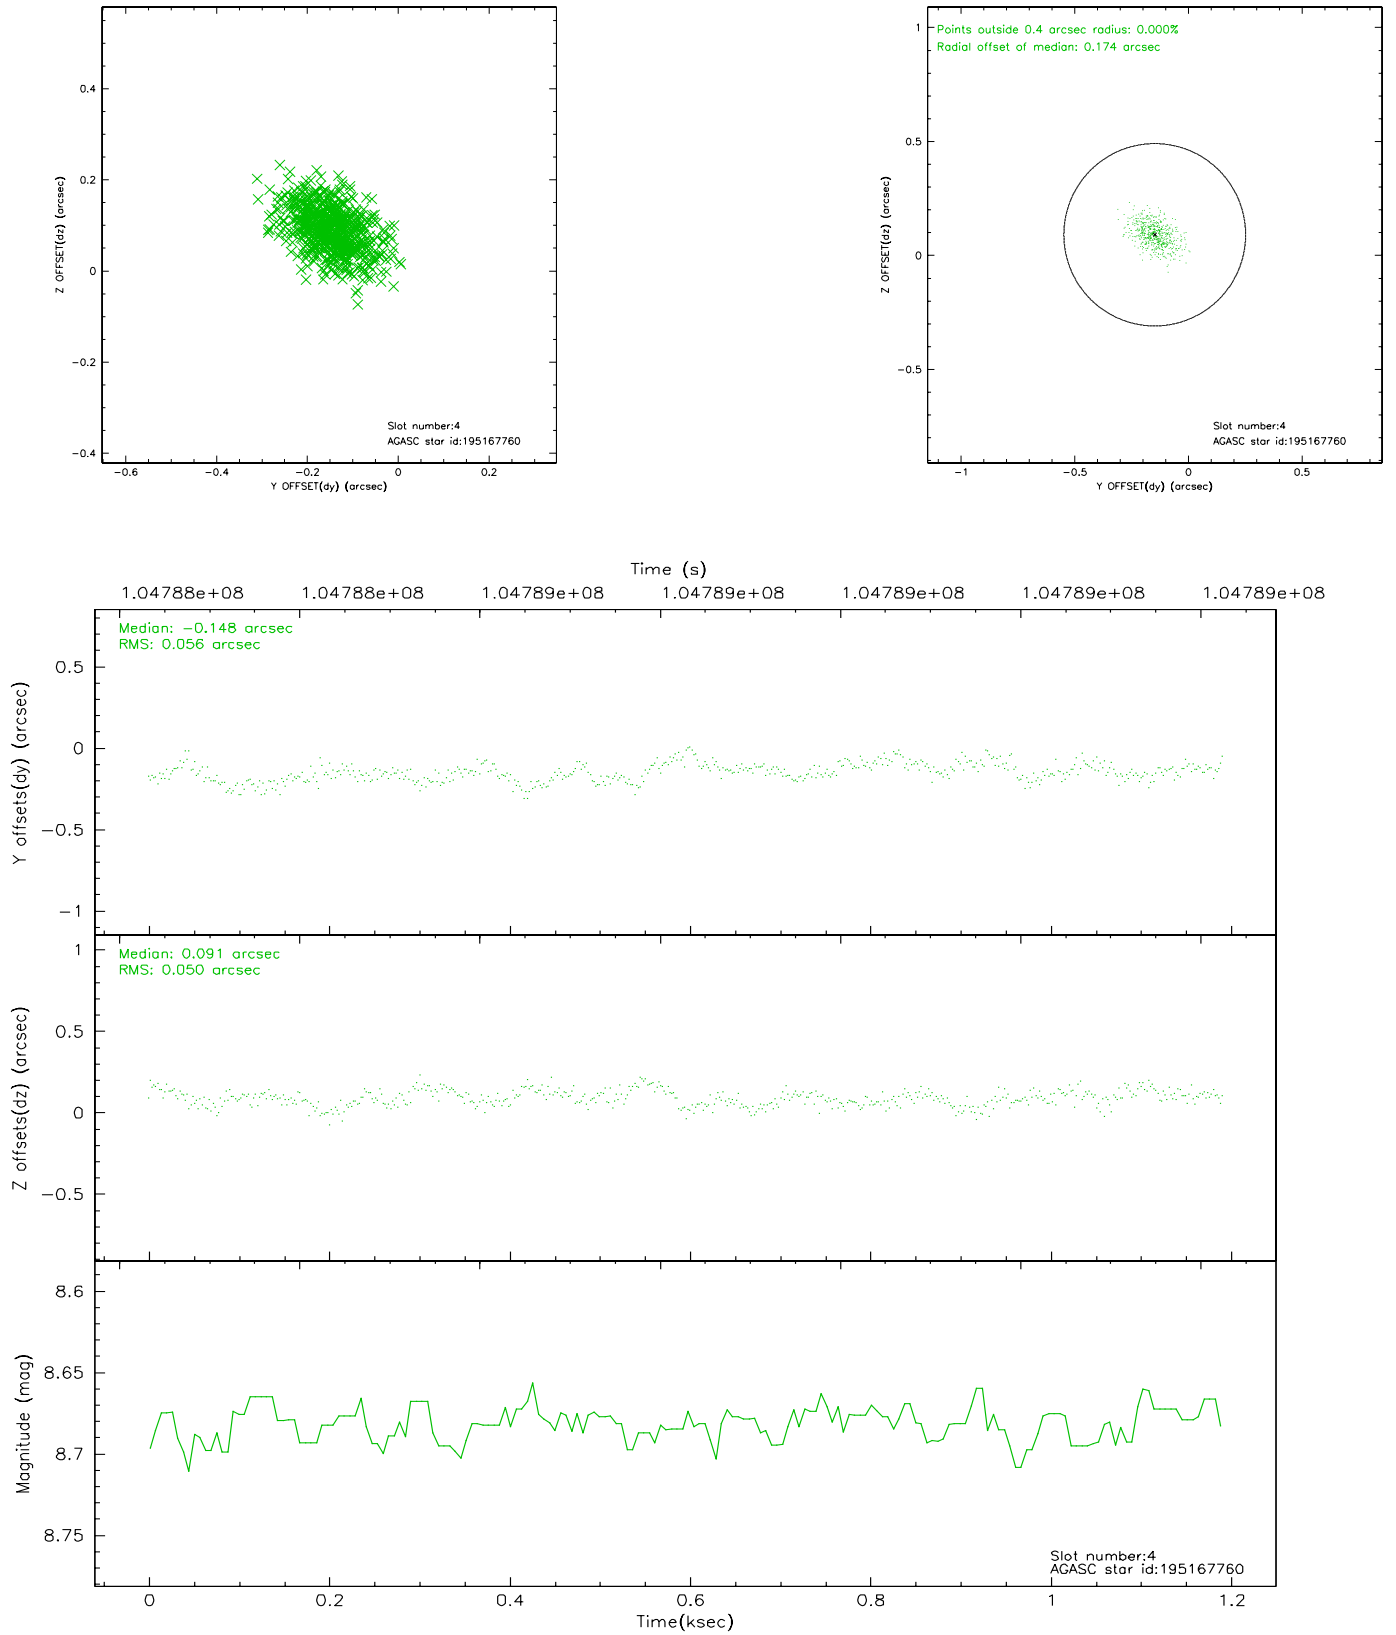 0.4
0.2
0
−0.2
−0.4
Z OFFSET(dz) (arcsec)
Slot number:4
AGASC star id:195167760
−0.6 −0.4 −0.2 0 0.2
Y OFFSET(dy) (arcsec)
Points outside 0.4 arcsec radius: 0.000%
Radial offset of median: 0.174 arcsec
1
0.5
0
−0.5
Z OFFSET(dz) (arcsec)
Slot number:4
AGASC star id:195167760
−1 −0.5 0 0.5
Y OFFSET(dy) (arcsec)
Time (s)
1.04788e+08 1.04788e+08 1.04789e+08 1.04789e+08 1.04789e+08 1.04789e+08 1.04789e+08
Median: −0.148 arcsec
RMS: 0.056 arcsec
0.5
0
−0.5
−1
Y offsets(dy) (arcsec)
Median: 0.091 arcsec
RMS: 0.050 arcsec
1
0.5
0
−0.5
Z offsets(dz) (arcsec)
8.6
8.65
8.7
8.75
Magnitude (mag)
Slot number:4
AGASC star id:195167760
0 0.2 0.4 0.6 0.8 1 1.2
Time(ksec)